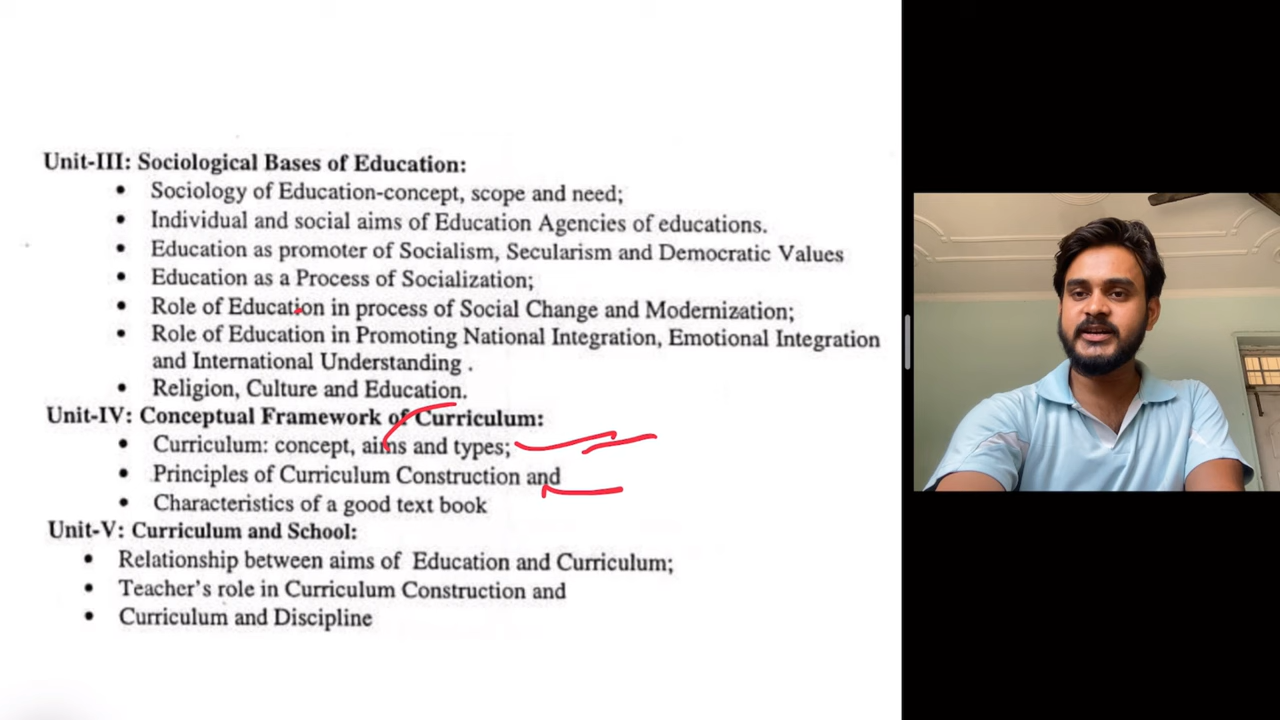 Unit-III: Sociological Bases of Education:
• Sociology of Education-concept, scope and need;
• Individual and social aims of Education Agencies of educations.
• Education as promoter of Socialism, Secularism and Democratic Values
• Education as a Process of Socialization;
• Role of Education in process of Social Change and Modernization;
• Role of Education in Promoting National Integration, Emotional Integration
and International Understanding .
• Religion, Culture and Education.
Unit-IV: Conceptual Framework of Curriculum:
• Curriculum: concept, aims and types;
• Principles of Curriculum Construction and
• Characteristics of a good text book
Unit-V: Curriculum and School:
• Relationship between aims of Education and Curriculum;
• Teacher's role in Curriculum Construction and
• Curriculum and Discipline